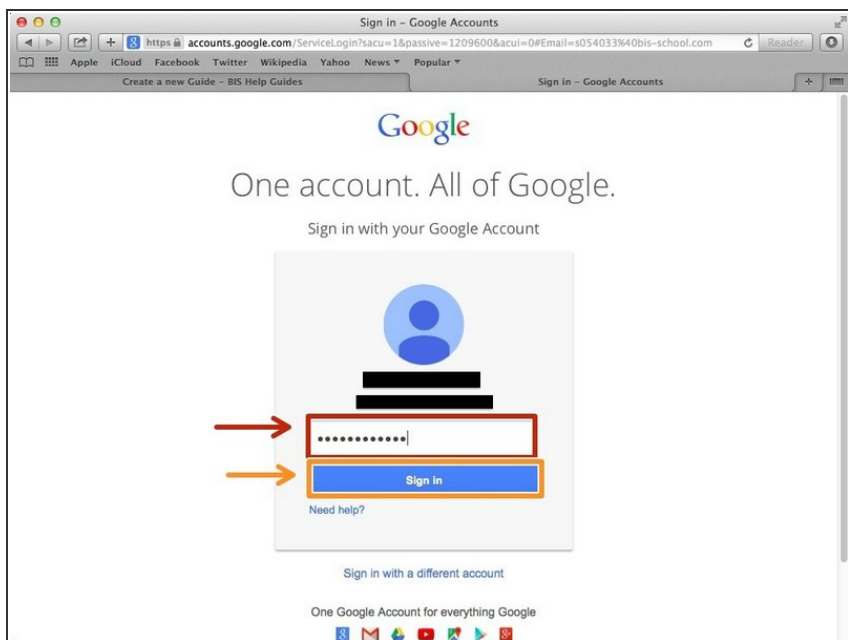 Sign in – Google Accounts
https accounts.google.com/ServiceLogin?sacu=1&passive=1209600&acui=0#Email=s054033%40bis-school.com Reader
Apple iCloud Facebook Twitter Wikipedia Yahoo News Popular
Create a new Guide – BIS Help Guides Sign in – Google Accounts
Google
One account. All of Google.
Sign in with your Google Account
Sign in
Need help?
Sign in with a different account
One Google Account for everything Google